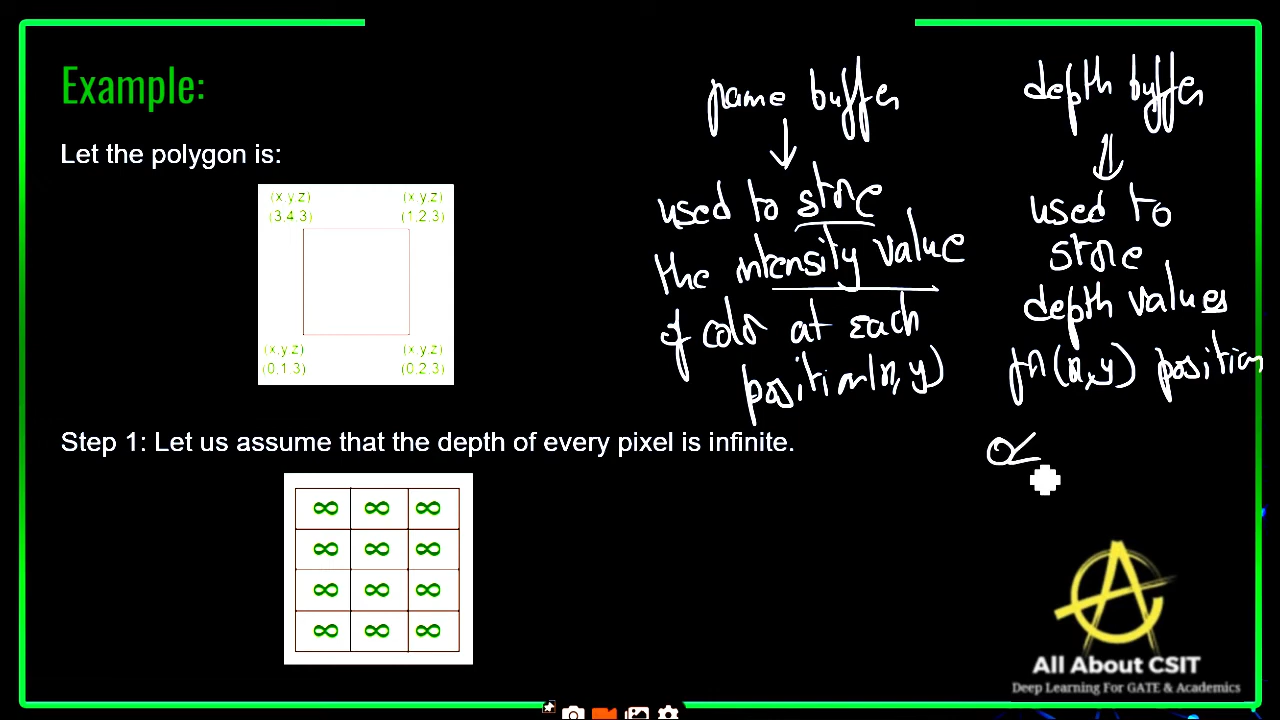 Example:
Let the polygon is:
(x.y.z) (x.y.z)
(3.4.3) (1.2.3)
(x,y.z) (x,y.z)
(0.1.3) (0.2.3)
Step 1: Let us assume that the depth of every pixel is infinite.
∞ ∞ ∞
∞ ∞ ∞
∞ ∞ ∞
∞ ∞ ∞
frame buffer
↓
used to store
the intensity value
of color at each
position(x, y)
depth buffer
⇓
used to
store
depth values
for (x,y) position
All About CSIT
Deep Learning For GATE & Academics